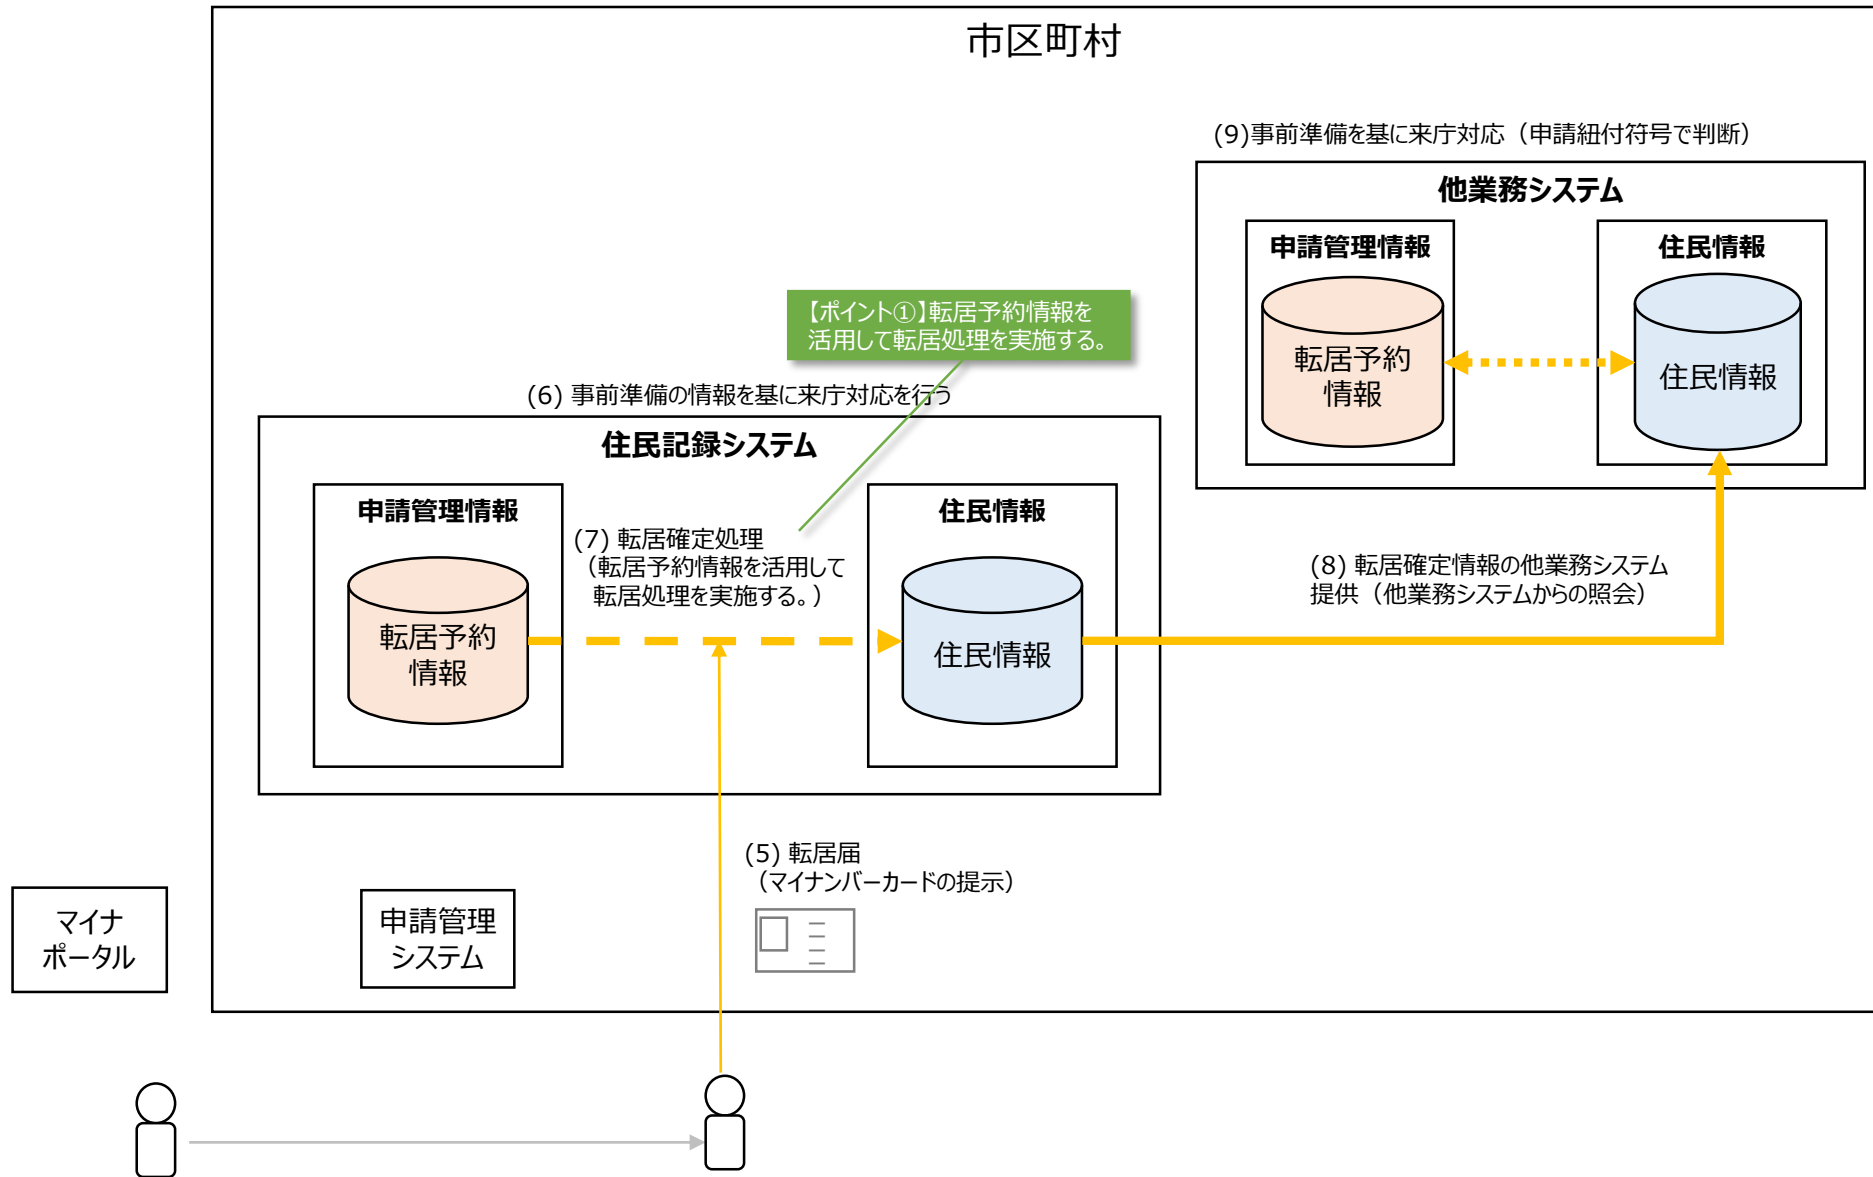 市区町村
(9)事前準備を基に来庁対応（申請紐付符号で判断）
他業務システム
申請管理情報
住民情報
転居予約
情報
住民情報
【ポイント①】転居予約情報を
活用して転居処理を実施する。
(6) 事前準備の情報を基に来庁対応を行う
住民記録システム
申請管理情報
(7) 転居確定処理
（転居予約情報を活用して
転居処理を実施する。）
住民情報
転居予約
情報
住民情報
(8) 転居確定情報の他業務システム
提供（他業務システムからの照会）
(5) 転居届
（マイナンバーカードの提示）
マイナ
ポータル
申請管理
システム